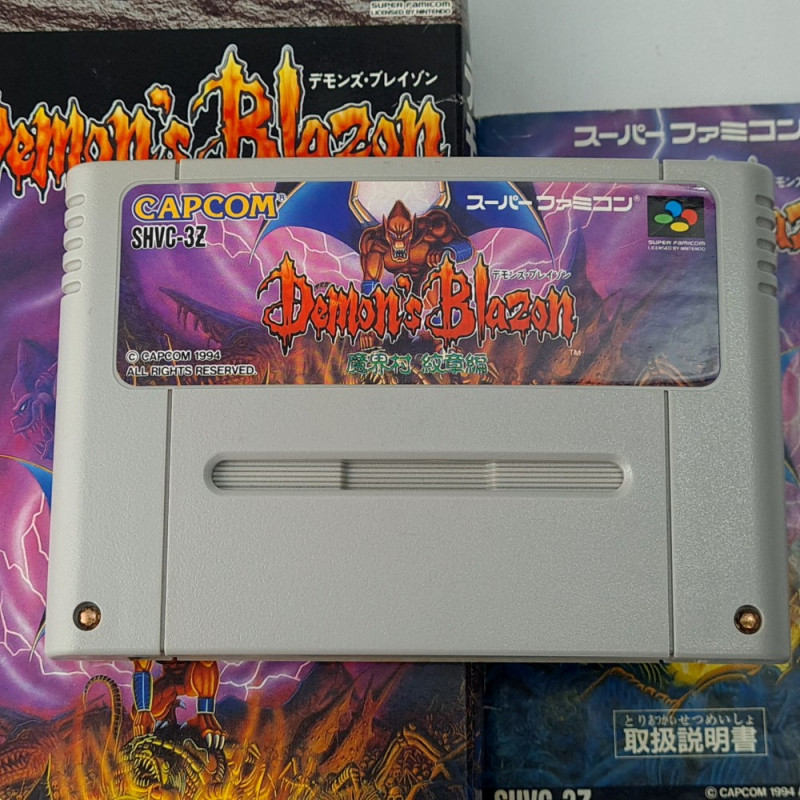 SUPER FAMICOM
LICENSED BY NINTENDO
デモンズ・ブレイゾン
Demon's Blazon
スーパー ファミコン
CAPCOM®
SHVC-3Z
スーパー ファミコン®
SUPER FAMICOM
LICENSED BY NINTENDO
デモンズ・ブレイゾン
Demon's Blazon™
魔界村 紋章編
© CAPCOM 1994
ALL RIGHTS RESERVED.
とりあつかいせつめいしょ
取扱説明書
SHVC-3Z
© CAPCOM 1994